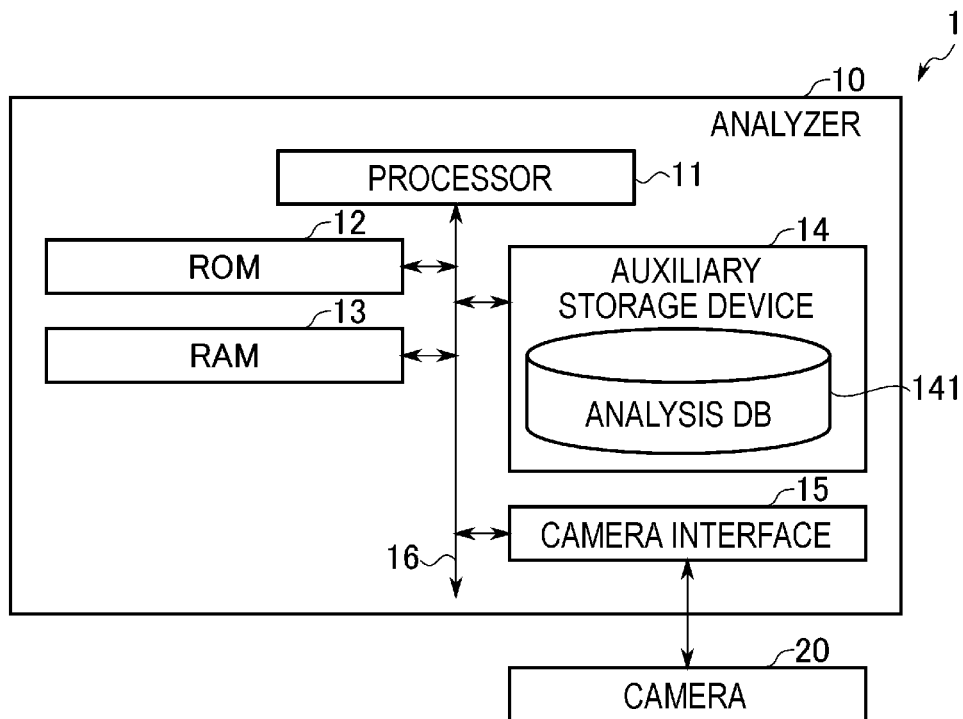 1
10
ANALYZER
PROCESSOR
11
12
ROM
13
RAM
14
AUXILIARY
STORAGE DEVICE
ANALYSIS DB
141
15
CAMERA INTERFACE
16
20
CAMERA